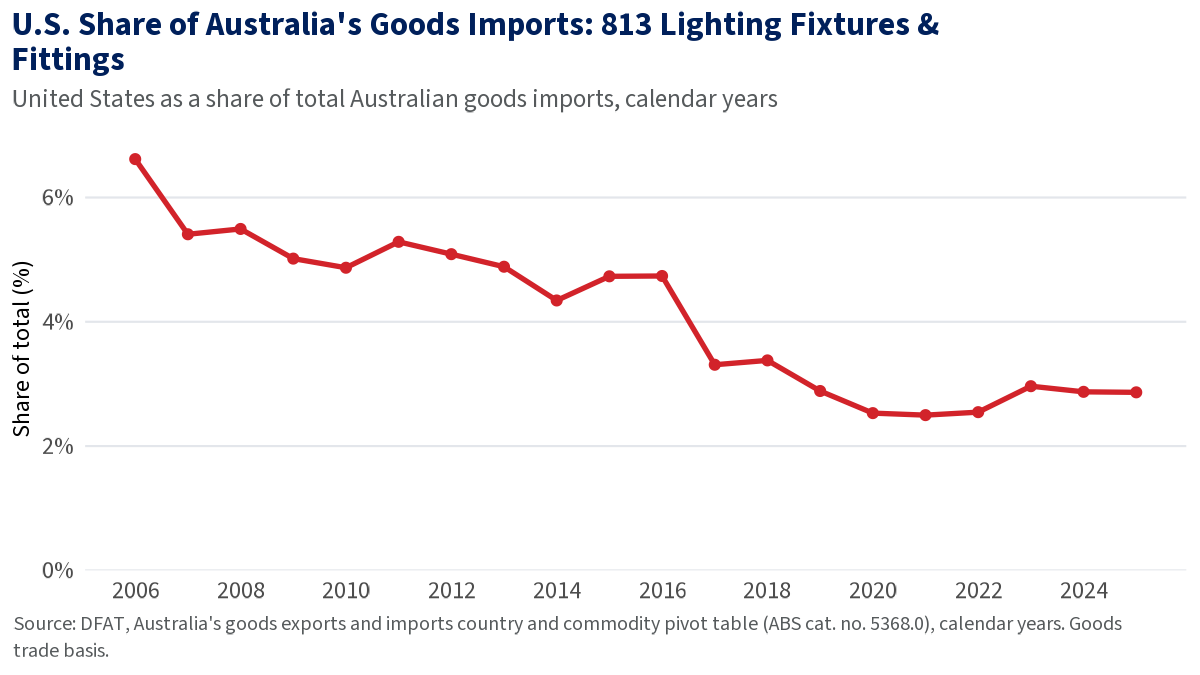 U.S. Share of Australia's Goods Imports: 813 Lighting Fixtures &
Fittings
United States as a share of total Australian goods imports, calendar years
Share of total (%)
6%
4%
2%
0%
2006 2008 2010 2012 2014 2016 2018 2020 2022 2024
Source: DFAT, Australia's goods exports and imports country and commodity pivot table (ABS cat. no. 5368.0), calendar years. Goods
trade basis.